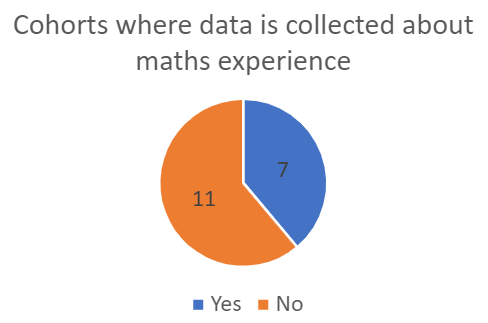 Cohorts where data is collected about
maths experience
7
11
Yes No